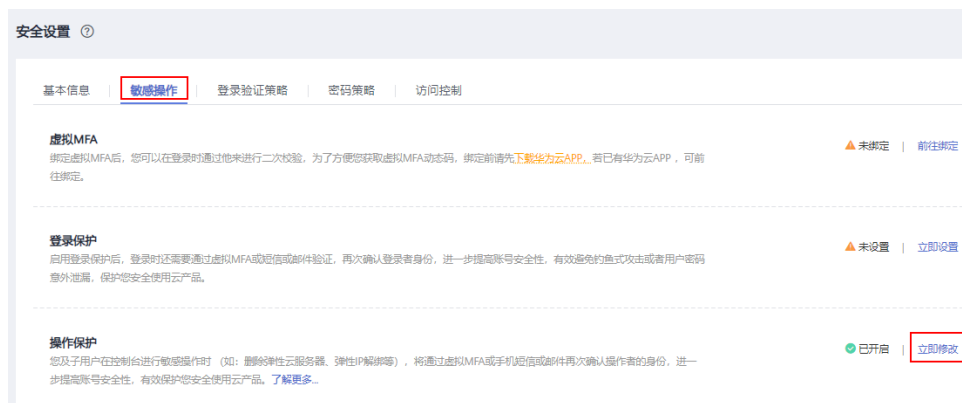 安全设置 ?
基本信息 | 敏感操作 | 登录验证策略 | 密码策略 | 访问控制
虚拟MFA
绑定虚拟MFA后，您可以在登录时通过他来进行二次校验，为了方便您获取虚拟MFA动态码，绑定前请先下载华为云APP，若已有华为云APP ，可前
往绑定。
未绑定 | 前往绑定
登录保护
启用登录保护后，登录时还需要通过虚拟MFA或短信或邮件验证，再次确认登录者身份，进一步提高账号安全性，有效避免钓鱼式攻击或者用户密码
意外泄漏，保护您安全使用云产品。
未设置 | 立即设置
操作保护
您及子用户在控制台进行敏感操作时 （如：删除弹性云服务器、弹性IP解绑等），将通过虚拟MFA或手机短信或邮件再次确认操作者的身份，进一
步提高账号安全性，有效保护您安全使用云产品。了解更多...
已开启 | 立即修改